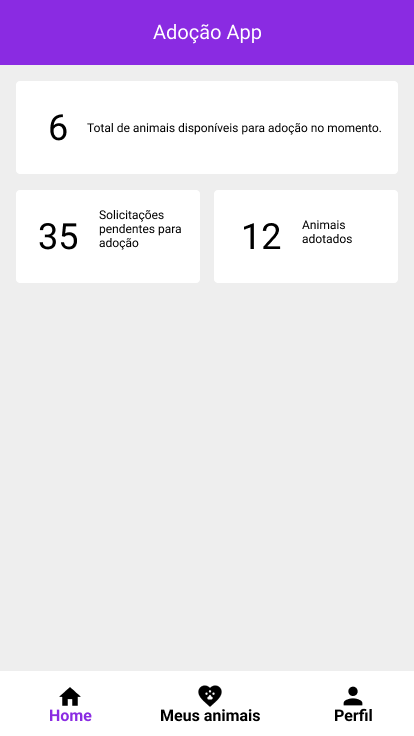 Adoção App
6
Total de animais disponíveis para adoção no momento.
35
Solicitações
pendentes para
adoção
12
Animais
adotados
Home
Meus animais
Perfil